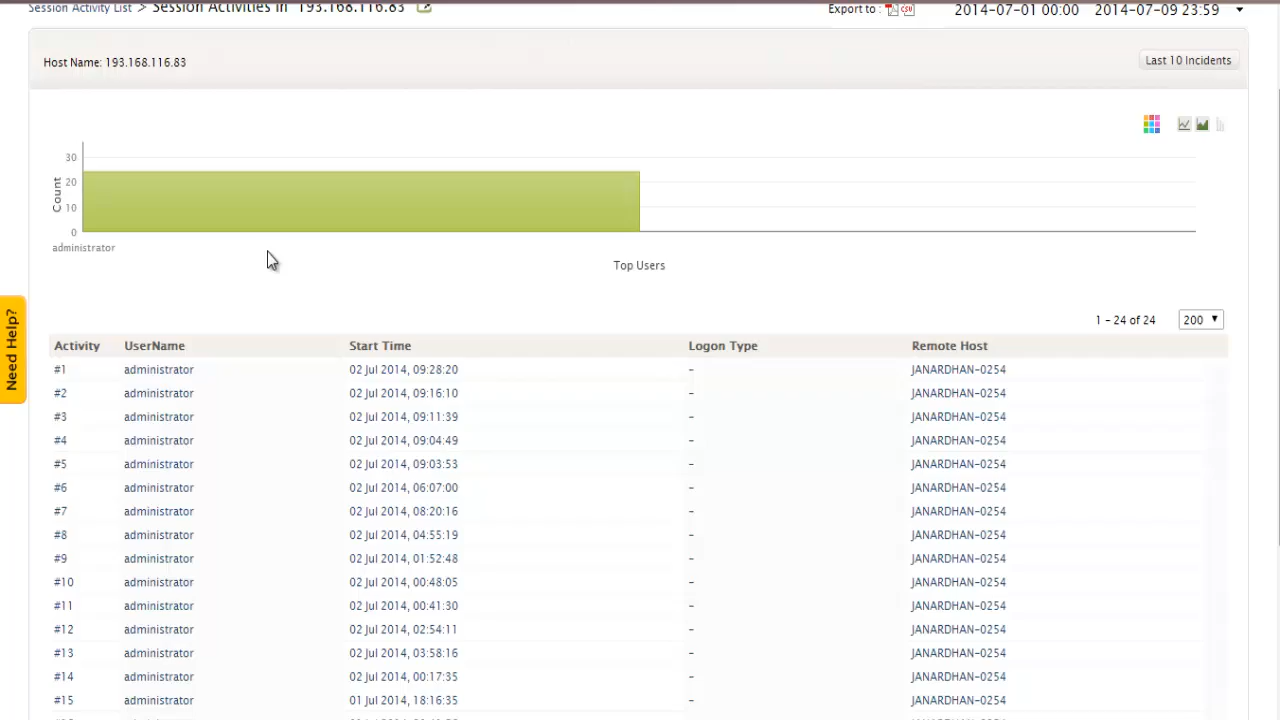 Session Activity List > Session Activities in 193.168.116.83
Export to : 2014-07-01 00:00 2014-07-09 23:59
Host Name: 193.168.116.83
Last 10 Incidents
30
20
10
0
Count
administrator
Top Users
Need Help?
1 - 24 of 24 200
Activity UserName Start Time Logon Type Remote Host
#1 administrator 02 Jul 2014, 09:28:20 - JANARDHAN-0254
#2 administrator 02 Jul 2014, 09:16:10 - JANARDHAN-0254
#3 administrator 02 Jul 2014, 09:11:39 - JANARDHAN-0254
#4 administrator 02 Jul 2014, 09:04:49 - JANARDHAN-0254
#5 administrator 02 Jul 2014, 09:03:53 - JANARDHAN-0254
#6 administrator 02 Jul 2014, 06:07:00 - JANARDHAN-0254
#7 administrator 02 Jul 2014, 08:20:16 - JANARDHAN-0254
#8 administrator 02 Jul 2014, 04:55:19 - JANARDHAN-0254
#9 administrator 02 Jul 2014, 01:52:48 - JANARDHAN-0254
#10 administrator 02 Jul 2014, 00:48:05 - JANARDHAN-0254
#11 administrator 02 Jul 2014, 00:41:30 - JANARDHAN-0254
#12 administrator 02 Jul 2014, 02:54:11 - JANARDHAN-0254
#13 administrator 02 Jul 2014, 03:58:16 - JANARDHAN-0254
#14 administrator 02 Jul 2014, 00:17:35 - JANARDHAN-0254
#15 administrator 01 Jul 2014, 18:16:35 - JANARDHAN-0254